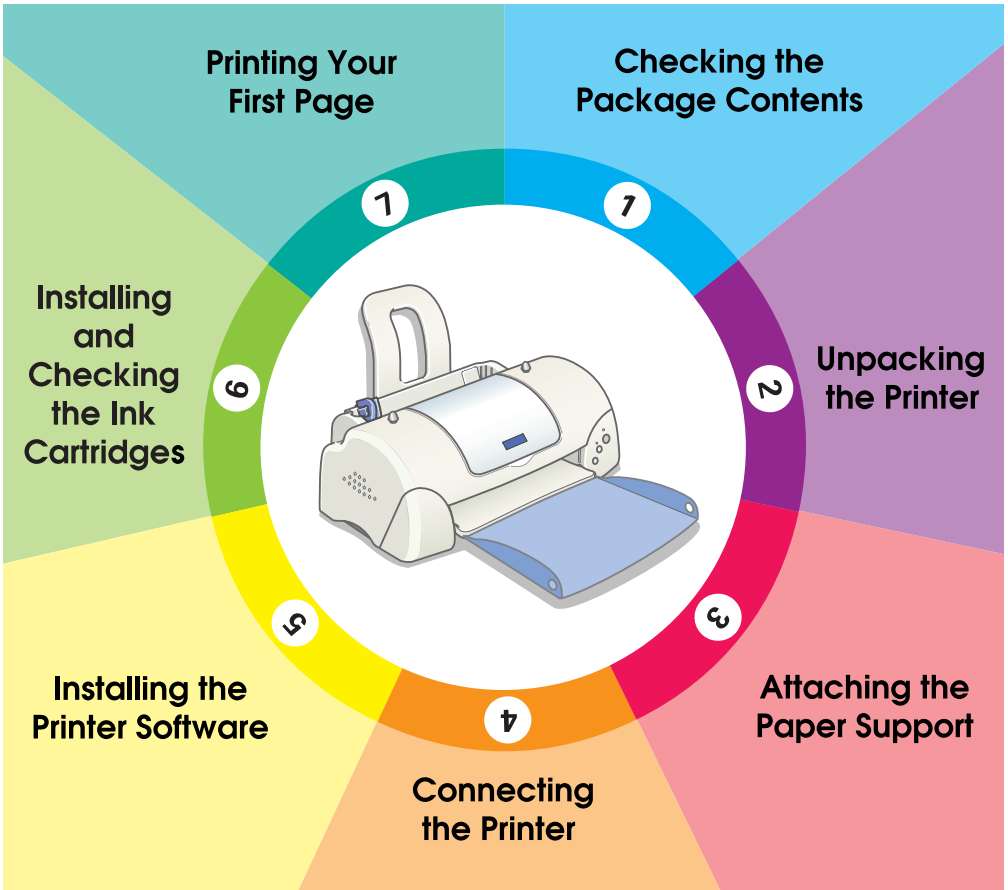 1
Checking the
Package Contents
2
Unpacking
the Printer
3
Attaching the
Paper Support
4
Connecting
the Printer
5
Installing the
Printer Software
6
Installing
and
Checking
the Ink
Cartridges
7
Printing Your
First Page